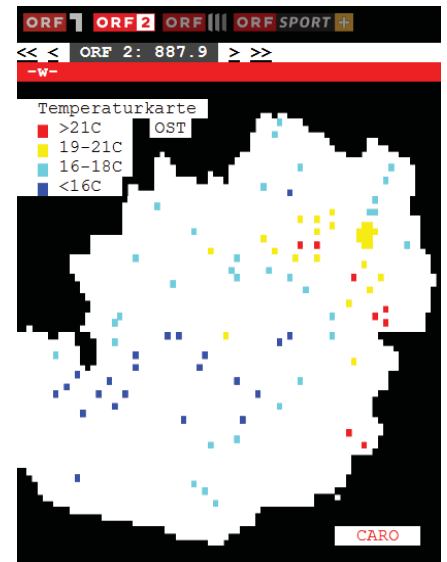 ORF 1 ORF 2 ORF III ORF SPORT +
<< < ORF 2: 887.9 > >>
-w-
Temperaturkarte
>21C OST
19-21C
16-18C
<16C
CARO